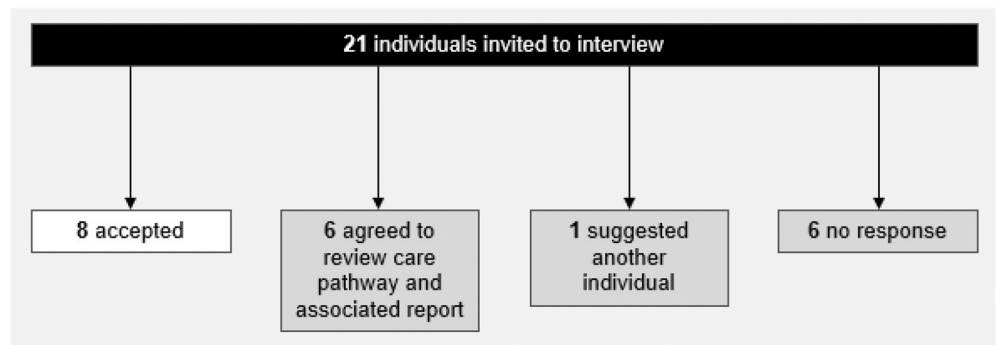 21 individuals invited to interview
8 accepted
6 agreed to
review care
pathway and
associated report
1 suggested
another
individual
6 no response